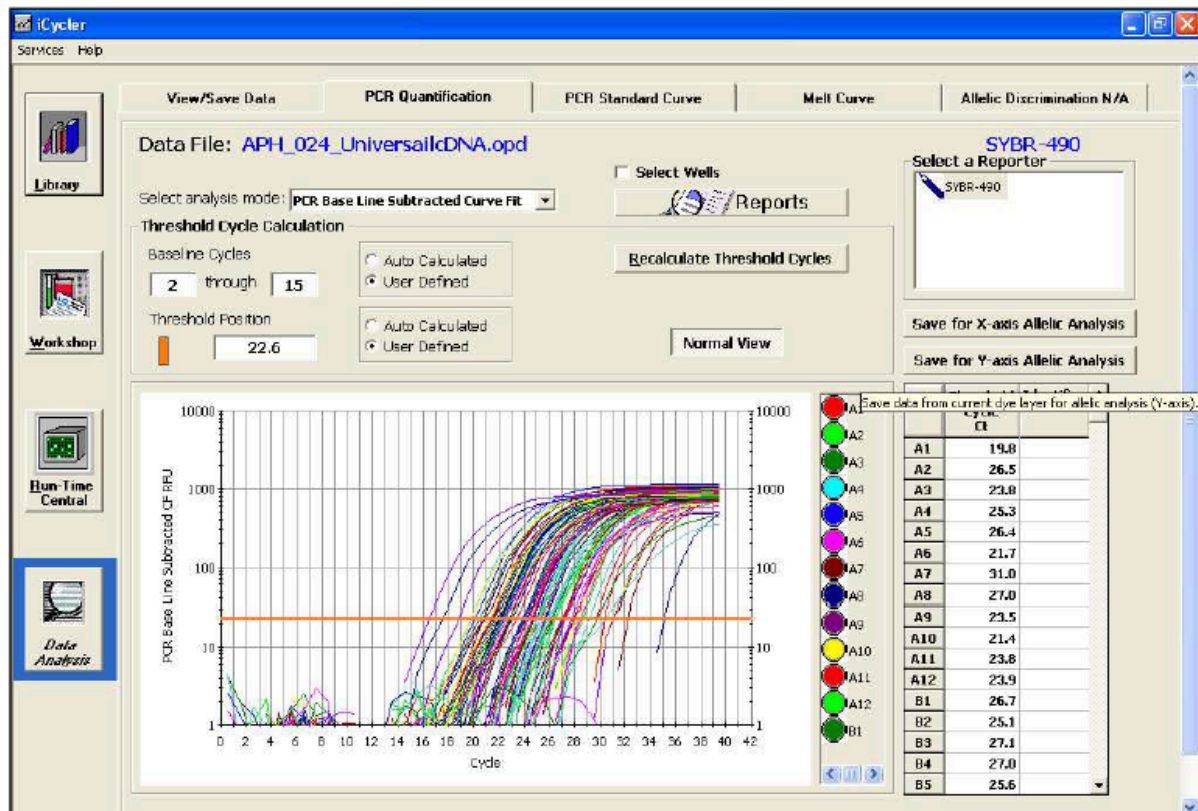 iCycler
Services Help
View/Save Data PCR Quantification PCR Standard Curve Melt Curve Allelic Discrimination N/A
Data File: APH_024_UniversailcDNA.opd
SYBR-490
Select a Reporter
SYBR-490
Select Wells
Reports
Select analysis mode: PCR Base Line Subtracted Curve Fit
Threshold Cycle Calculation
Baseline Cycles
2 through 15
Auto Calculated
User Defined
Recalculate Threshold Cycles
Threshold Position
22.6
Auto Calculated
User Defined
Normal View
Save for X-axis Allelic Analysis
Save for Y-axis Allelic Analysis
Save data from current dye layer for allelic analysis (Y-axis).
Library
Workshop
Run-Time
Central
Data
Analysis
PCR Base Line Subtracted CF RFU
10000
1000
100
10
1
10000
1000
100
10
1
0 2 4 6 8 10 12 14 16 18 20 22 24 26 28 30 32 34 36 38 40 42
Cycle
A1
A2
A3
A4
A5
A6
A7
A8
A9
A10
A11
A12
B1
Cycle
Ct
A1 19.8
A2 26.5
A3 23.8
A4 25.3
A5 26.4
A6 21.7
A7 31.0
A8 27.0
A9 23.5
A10 21.4
A11 23.8
A12 23.9
B1 26.7
B2 25.1
B3 27.1
B4 27.0
B5 25.6